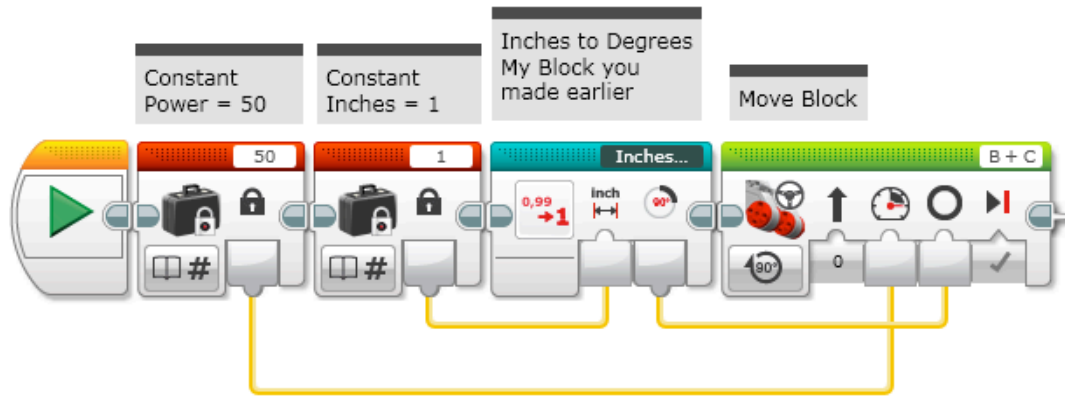 Constant
Power = 50
Constant
Inches = 1
Inches to Degrees
My Block you
made earlier
Move Block
50
1
Inches...
B + C
0,99
→1
inch
90°
#
#
90°
0